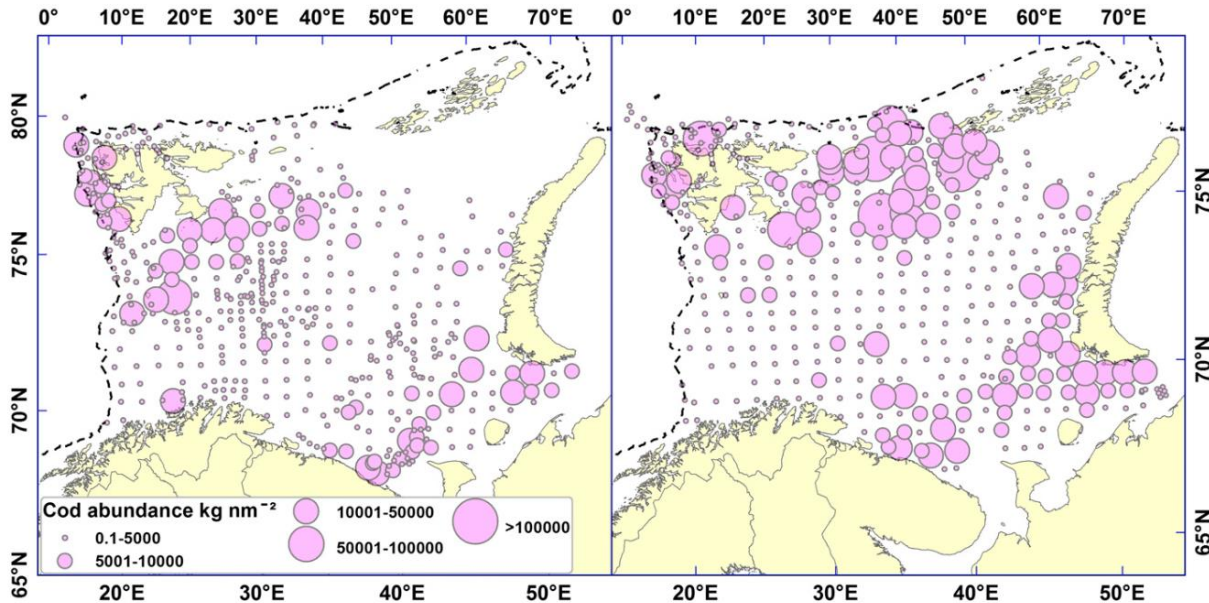 0°E 10°E 20°E 30°E 40°E 50°E 60°E 70°E 0°E 10°E 20°E 30°E 40°E 50°E 60°E 70°E
80°N 75°N
75°N 70°N
70°N 65°N
65°N
Cod abundance kg nm⁻²
0.1-5000
5001-10000
10001-50000
50001-100000
>100000
20°E 30°E 40°E 50°E 20°E 30°E 40°E 50°E